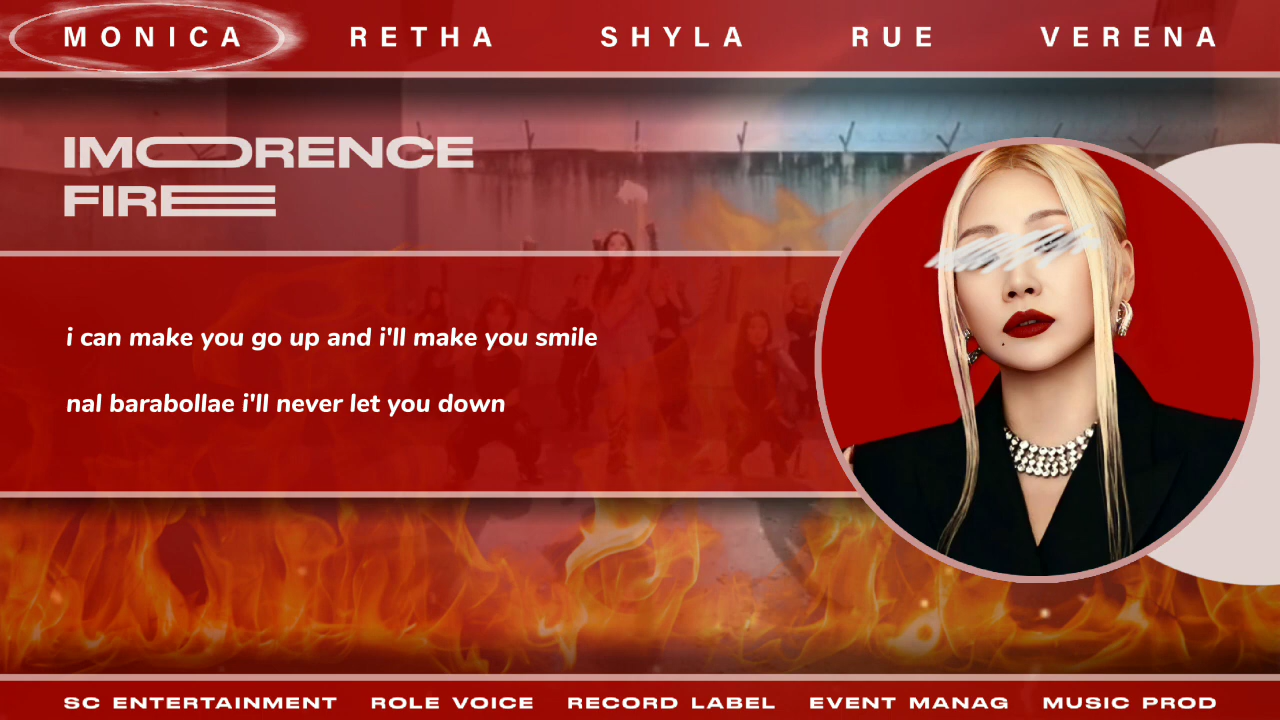 MONICA RETHA SHYLA RUE VERENA
IMORENCE
FIRE
i can make you go up and i'll make you smile
nal barabollae i'll never let you down
SC ENTERTAINMENT ROLE VOICE RECORD LABEL EVENT MANAG MUSIC PROD